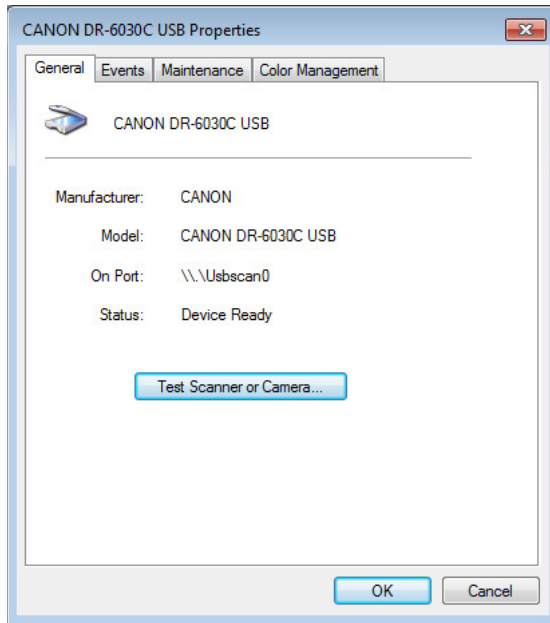 CANON DR-6030C USB Properties
General Events Maintenance Color Management
CANON DR-6030C USB
Manufacturer: CANON
Model: CANON DR-6030C USB
On Port: \\.\Usbscan0
Status: Device Ready
Test Scanner or Camera...
OK Cancel